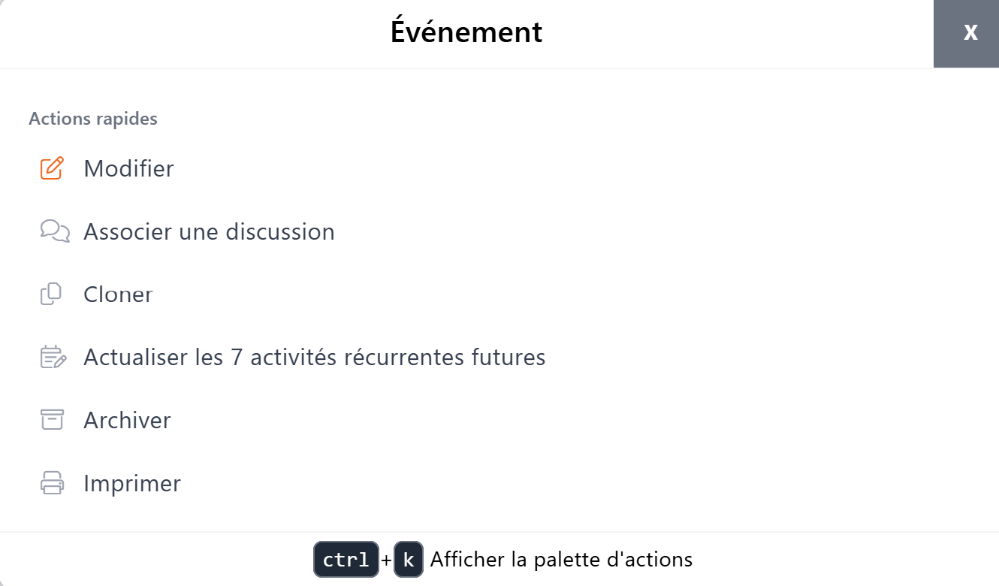 Événement
X
Actions rapides
Modifier
Associer une discussion
Cloner
Actualiser les 7 activités récurrentes futures
Archiver
Imprimer
ctrl+k Afficher la palette d'actions